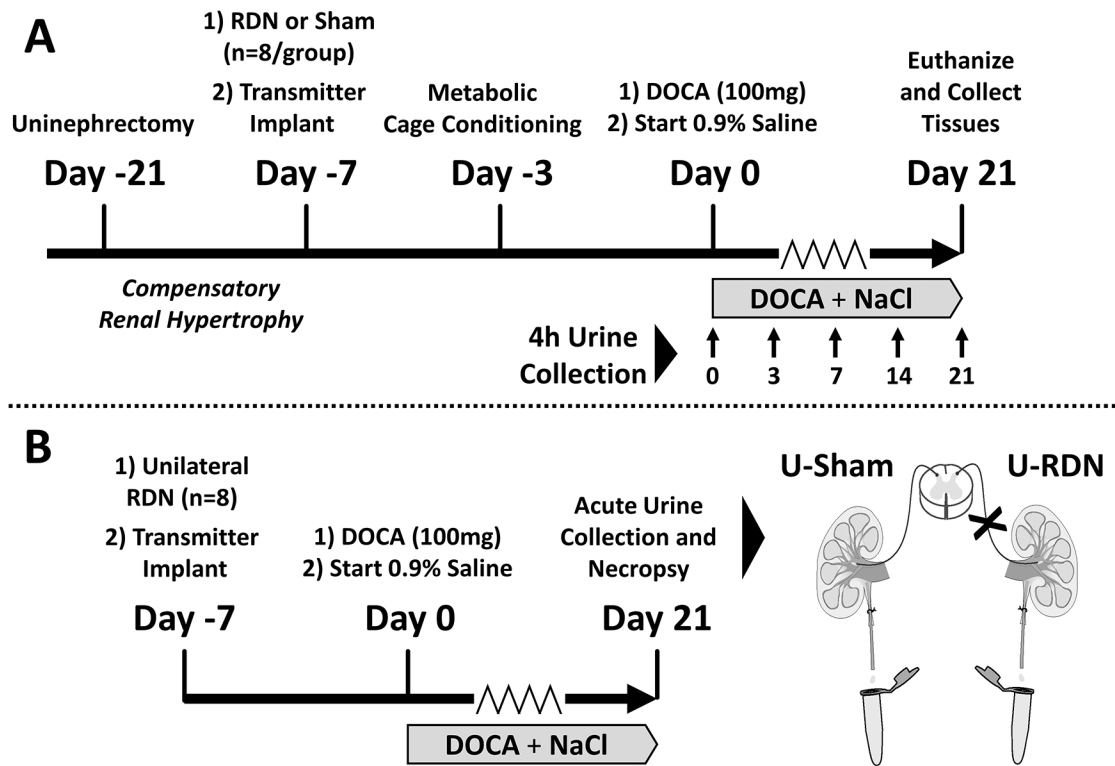 A
Uninephrectomy
Day -21
1) RDN or Sham
(n=8/group)
2) Transmitter
Implant
Day -7
Metabolic
Cage Conditioning
Day -3
1) DOCA (100mg)
2) Start 0.9% Saline
Day 0
Euthanize
and Collect
Tissues
Day 21
Compensatory
Renal Hypertrophy
DOCA + NaCl
4h Urine
Collection
0 3 7 14 21
B
1) Unilateral
RDN (n=8)
2) Transmitter
Implant
Day -7
1) DOCA (100mg)
2) Start 0.9% Saline
Day 0
Acute Urine
Collection and
Necropsy
Day 21
DOCA + NaCl
U-Sham
U-RDN